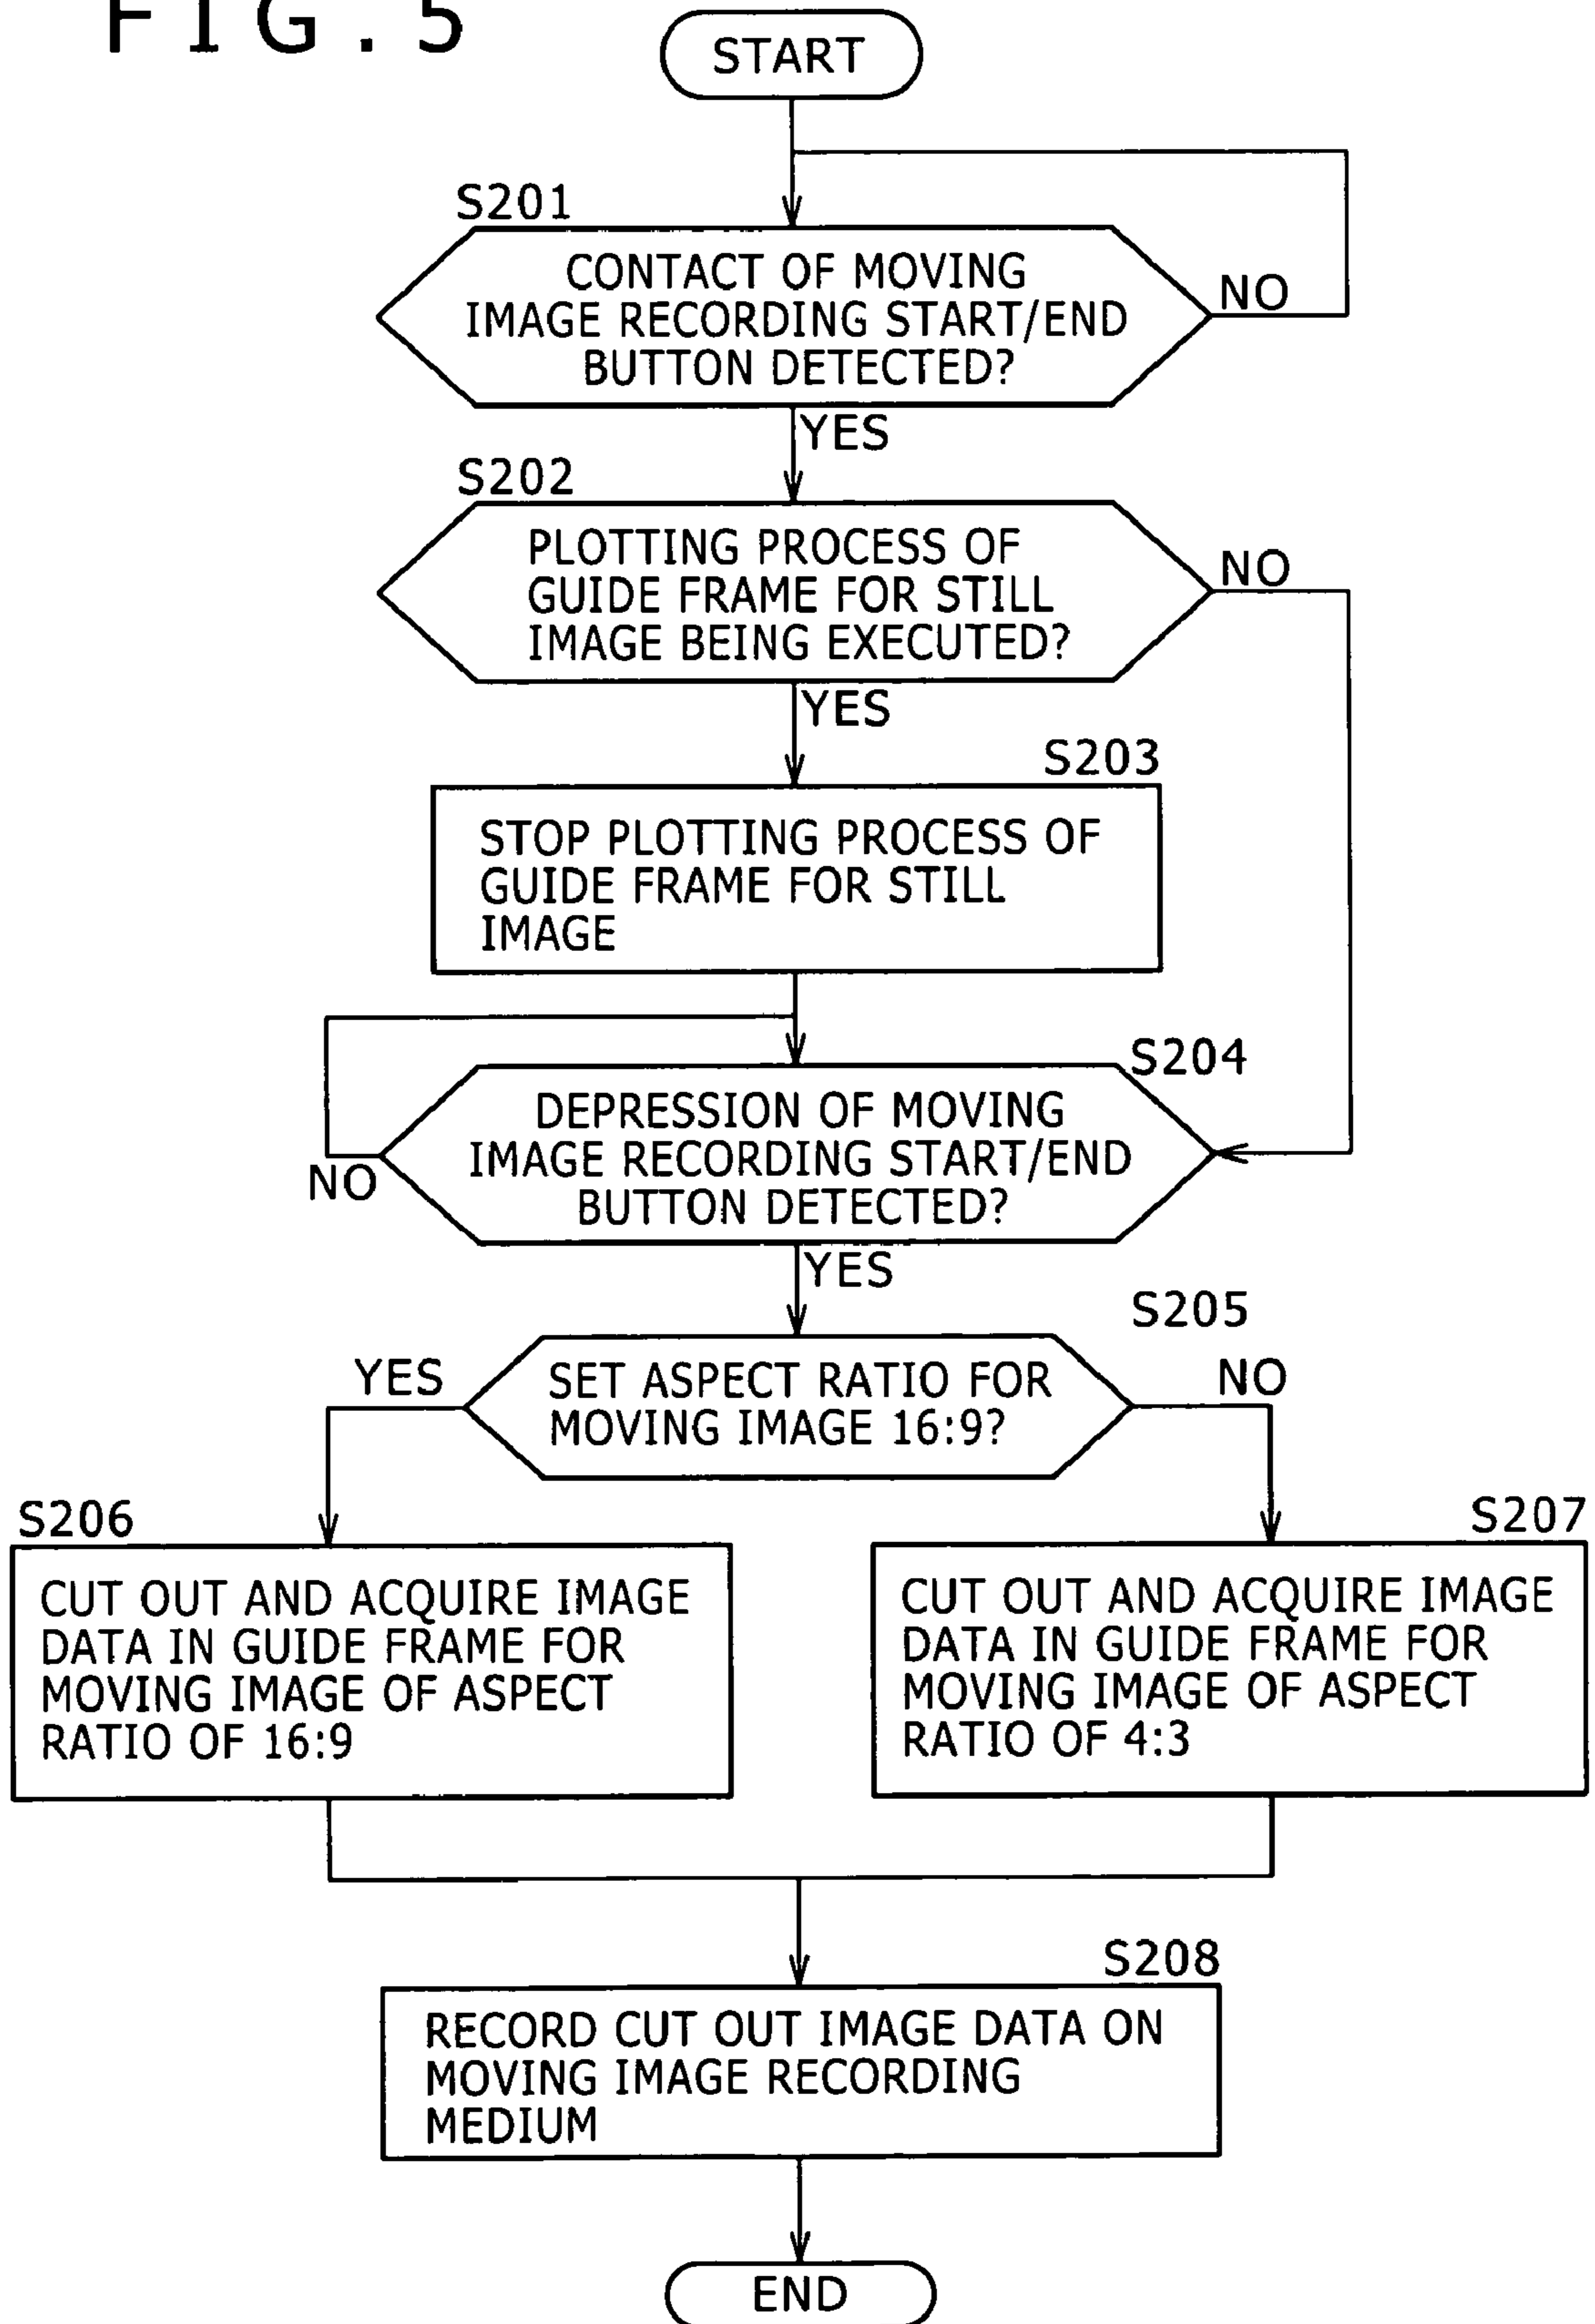 FIG.5
START
S201
CONTACT OF MOVING
IMAGE RECORDING START/END
BUTTON DETECTED?
NO
YES
S202
PLOTTING PROCESS OF
GUIDE FRAME FOR STILL
IMAGE BEING EXECUTED?
NO
YES
S203
STOP PLOTTING PROCESS OF
GUIDE FRAME FOR STILL
IMAGE
S204
DEPRESSION OF MOVING
IMAGE RECORDING START/END
BUTTON DETECTED?
NO
YES
S205
SET ASPECT RATIO FOR
MOVING IMAGE 16:9?
YES
NO
S206
CUT OUT AND ACQUIRE IMAGE
DATA IN GUIDE FRAME FOR
MOVING IMAGE OF ASPECT
RATIO OF 16:9
S207
CUT OUT AND ACQUIRE IMAGE
DATA IN GUIDE FRAME FOR
MOVING IMAGE OF ASPECT
RATIO OF 4:3
S208
RECORD CUT OUT IMAGE DATA ON
MOVING IMAGE RECORDING
MEDIUM
END